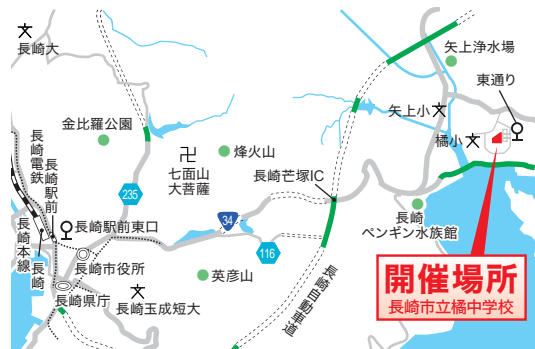 長崎大
矢上浄水場
東通り
矢上小
橘小
金比羅公園
烽火山
七面山
大菩薩
長崎電鉄
長崎駅前
235
長崎芒塚IC
34
長崎
ペンギン水族館
長崎駅前東口
長崎本線
長崎
長崎市役所
116
英彦山
長崎自動車道
長崎県庁
長崎玉成短大
開催場所
長崎市立橘中学校